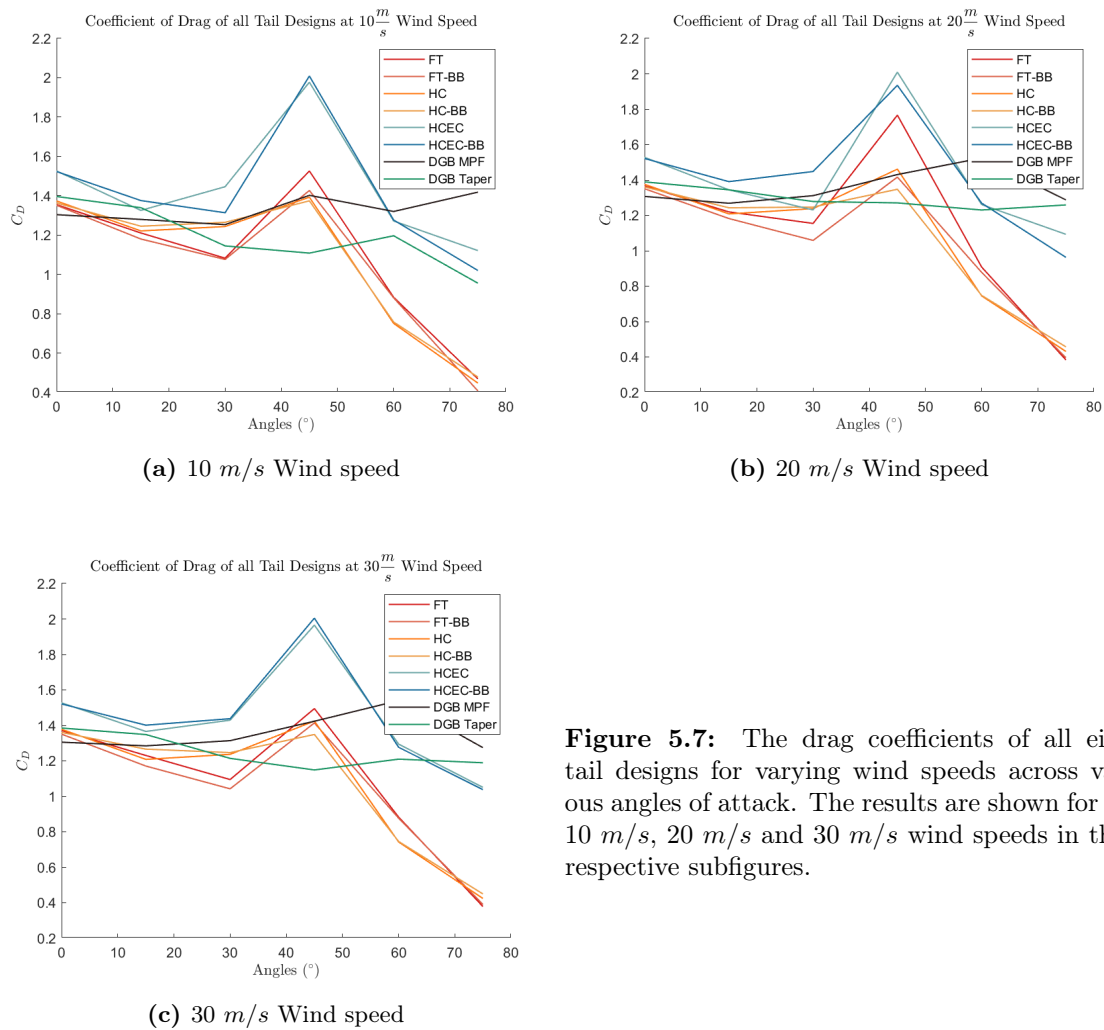 Coefficient of Drag of all Tail Designs at 10 m/s Wind Speed
2.2
2
1.8
1.6
1.4
1.2
1
0.8
0.6
0.4
C_D
0 10 20 30 40 50 60 70 80
Angles (°)
FT
FT-BB
HC
HC-BB
HCEC
HCEC-BB
DGB MPF
DGB Taper
(a) 10 m/s Wind speed
Coefficient of Drag of all Tail Designs at 20 m/s Wind Speed
2.2
2
1.8
1.6
1.4
1.2
1
0.8
0.6
0.4
0.2
C_D
0 10 20 30 40 50 60 70 80
Angles (°)
FT
FT-BB
HC
HC-BB
HCEC
HCEC-BB
DGB MPF
DGB Taper
(b) 20 m/s Wind speed
Coefficient of Drag of all Tail Designs at 30 m/s Wind Speed
2.2
2
1.8
1.6
1.4
1.2
1
0.8
0.6
0.4
0.2
C_D
0 10 20 30 40 50 60 70 80
Angles (°)
FT
FT-BB
HC
HC-BB
HCEC
HCEC-BB
DGB MPF
DGB Taper
(c) 30 m/s Wind speed
Figure 5.7: The drag coefficients of all ei
tail designs for varying wind speeds across v
ous angles of attack. The results are shown for
10 m/s, 20 m/s and 30 m/s wind speeds in th
respective subfigures.